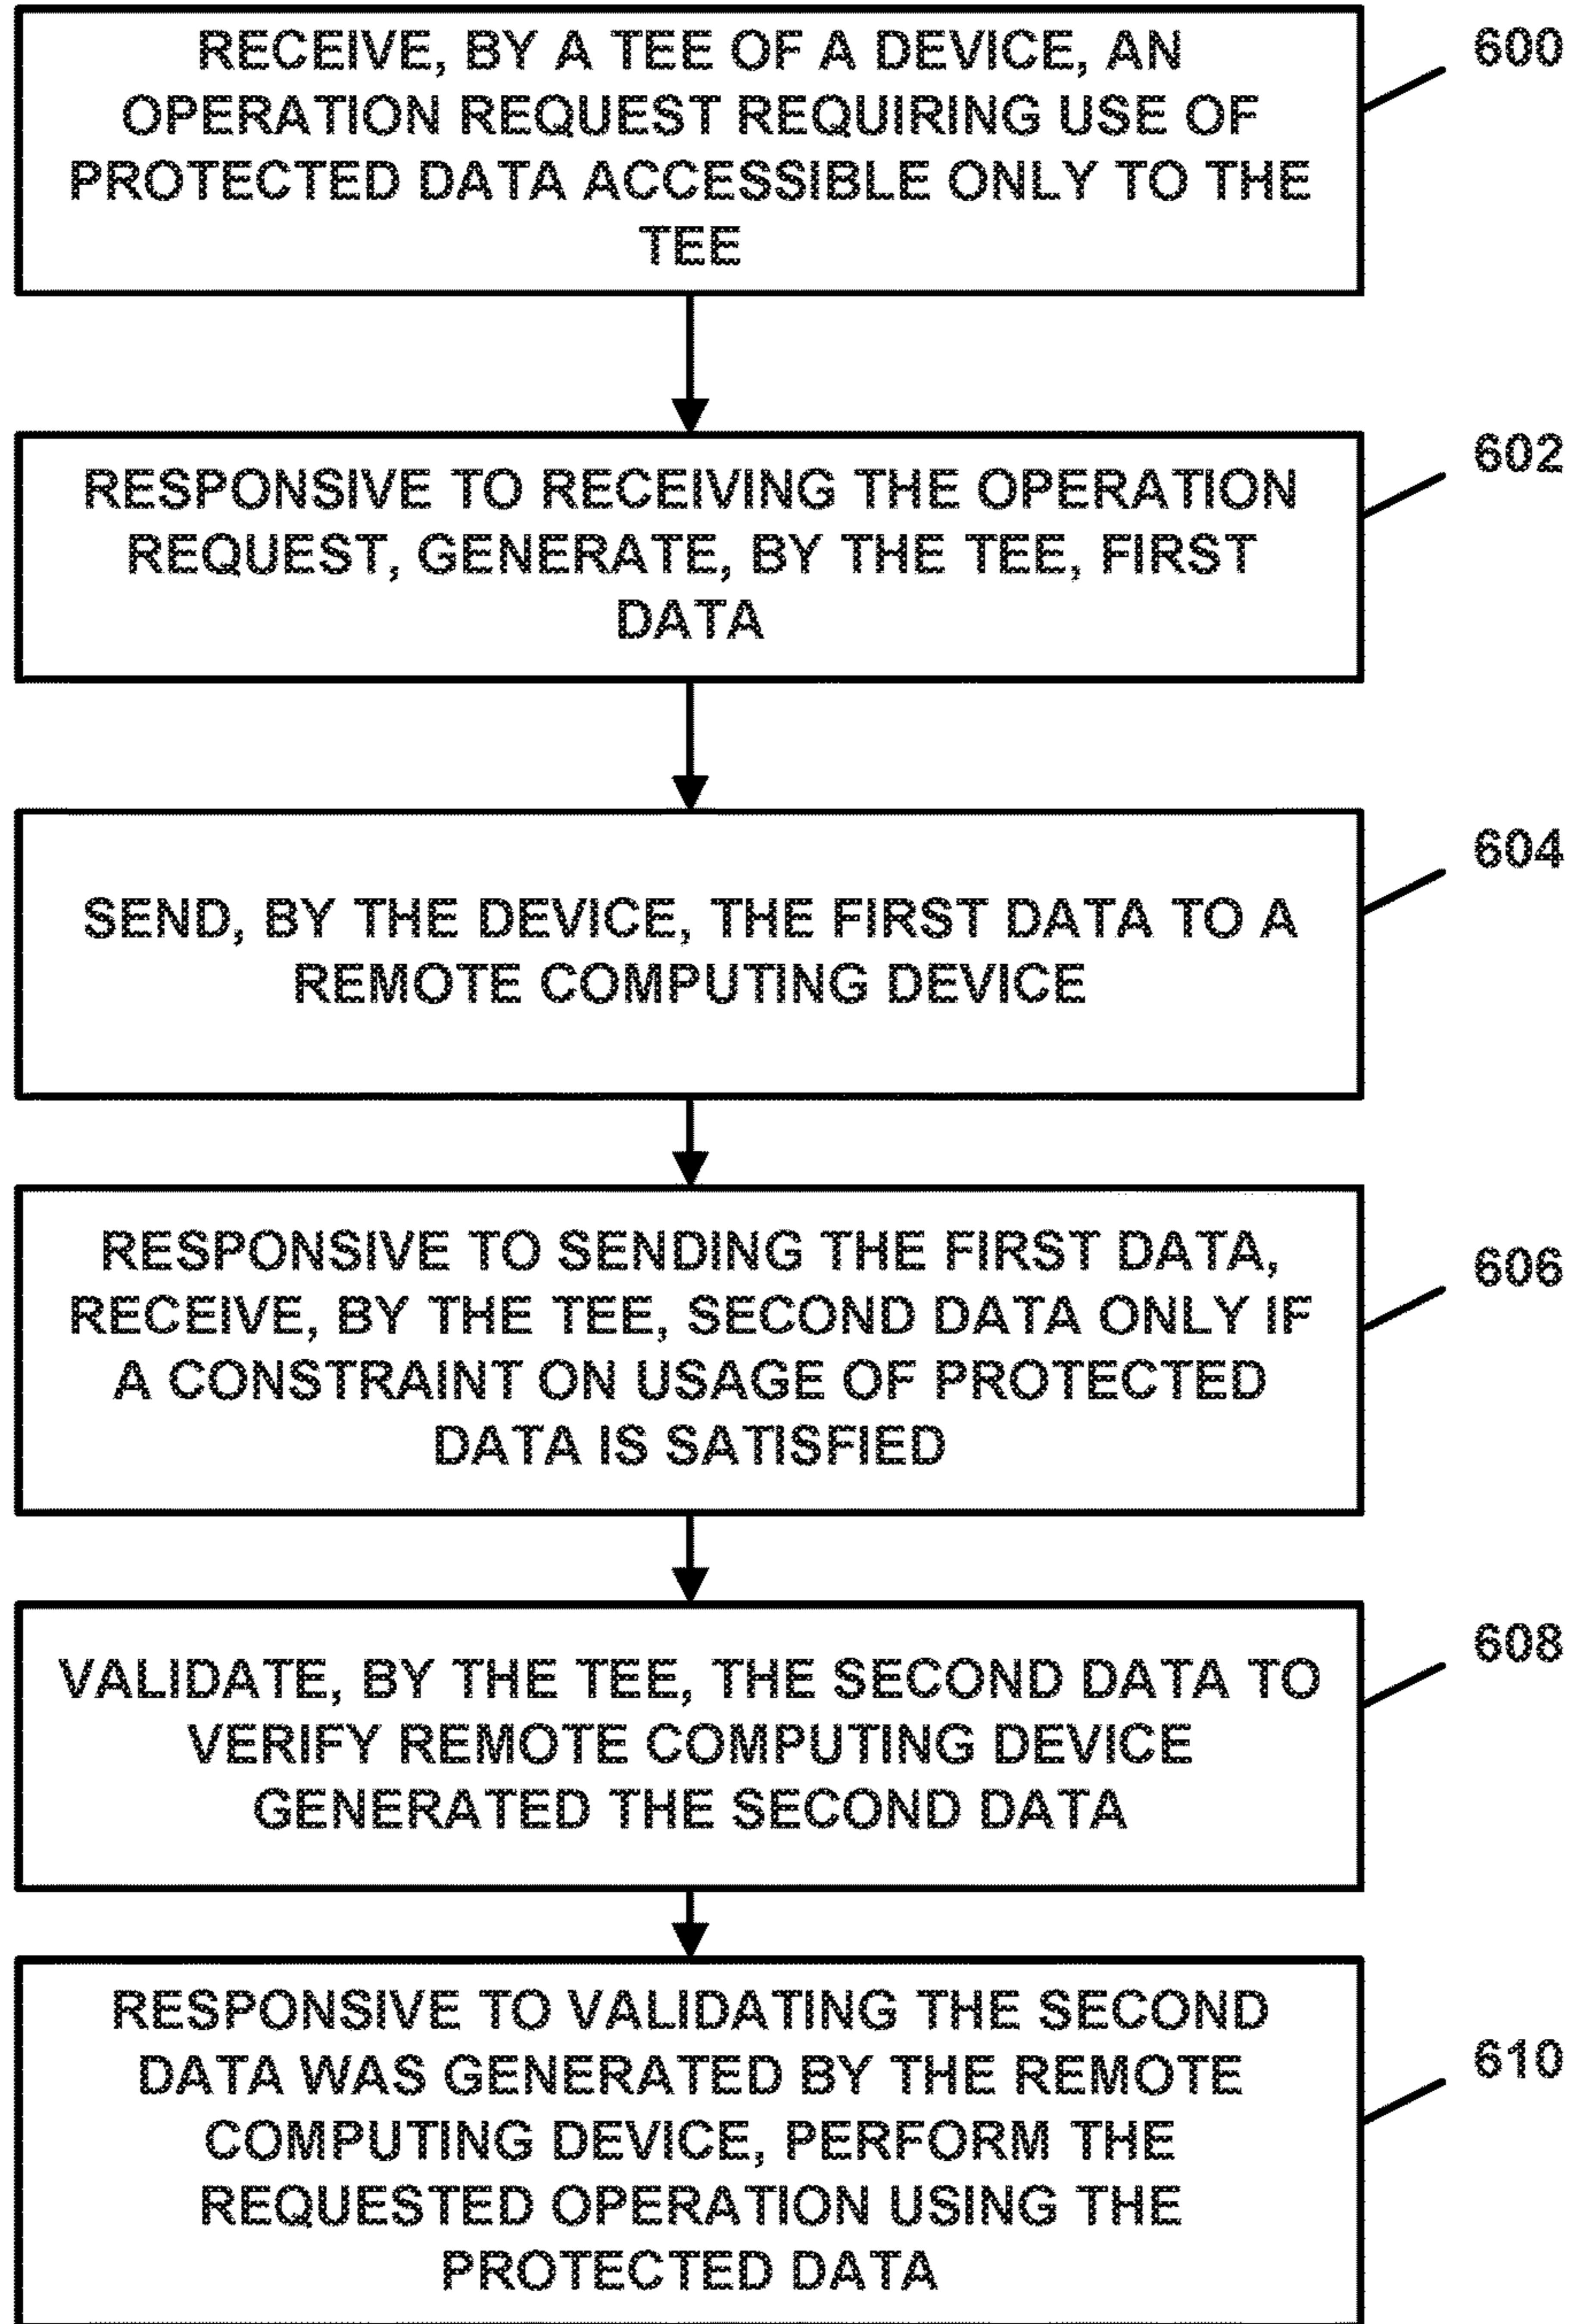 RECEIVE, BY A TEE OF A DEVICE, AN
OPERATION REQUEST REQUIRING USE OF
PROTECTED DATA ACCESSIBLE ONLY TO THE
TEE
600
RESPONSIVE TO RECEIVING THE OPERATION
REQUEST, GENERATE, BY THE TEE, FIRST
DATA
602
SEND, BY THE DEVICE, THE FIRST DATA TO A
REMOTE COMPUTING DEVICE
604
RESPONSIVE TO SENDING THE FIRST DATA,
RECEIVE, BY THE TEE, SECOND DATA ONLY IF
A CONSTRAINT ON USAGE OF PROTECTED
DATA IS SATISFIED
606
VALIDATE, BY THE TEE, THE SECOND DATA TO
VERIFY REMOTE COMPUTING DEVICE
GENERATED THE SECOND DATA
608
RESPONSIVE TO VALIDATING THE SECOND
DATA WAS GENERATED BY THE REMOTE
COMPUTING DEVICE, PERFORM THE
REQUESTED OPERATION USING THE
PROTECTED DATA
610